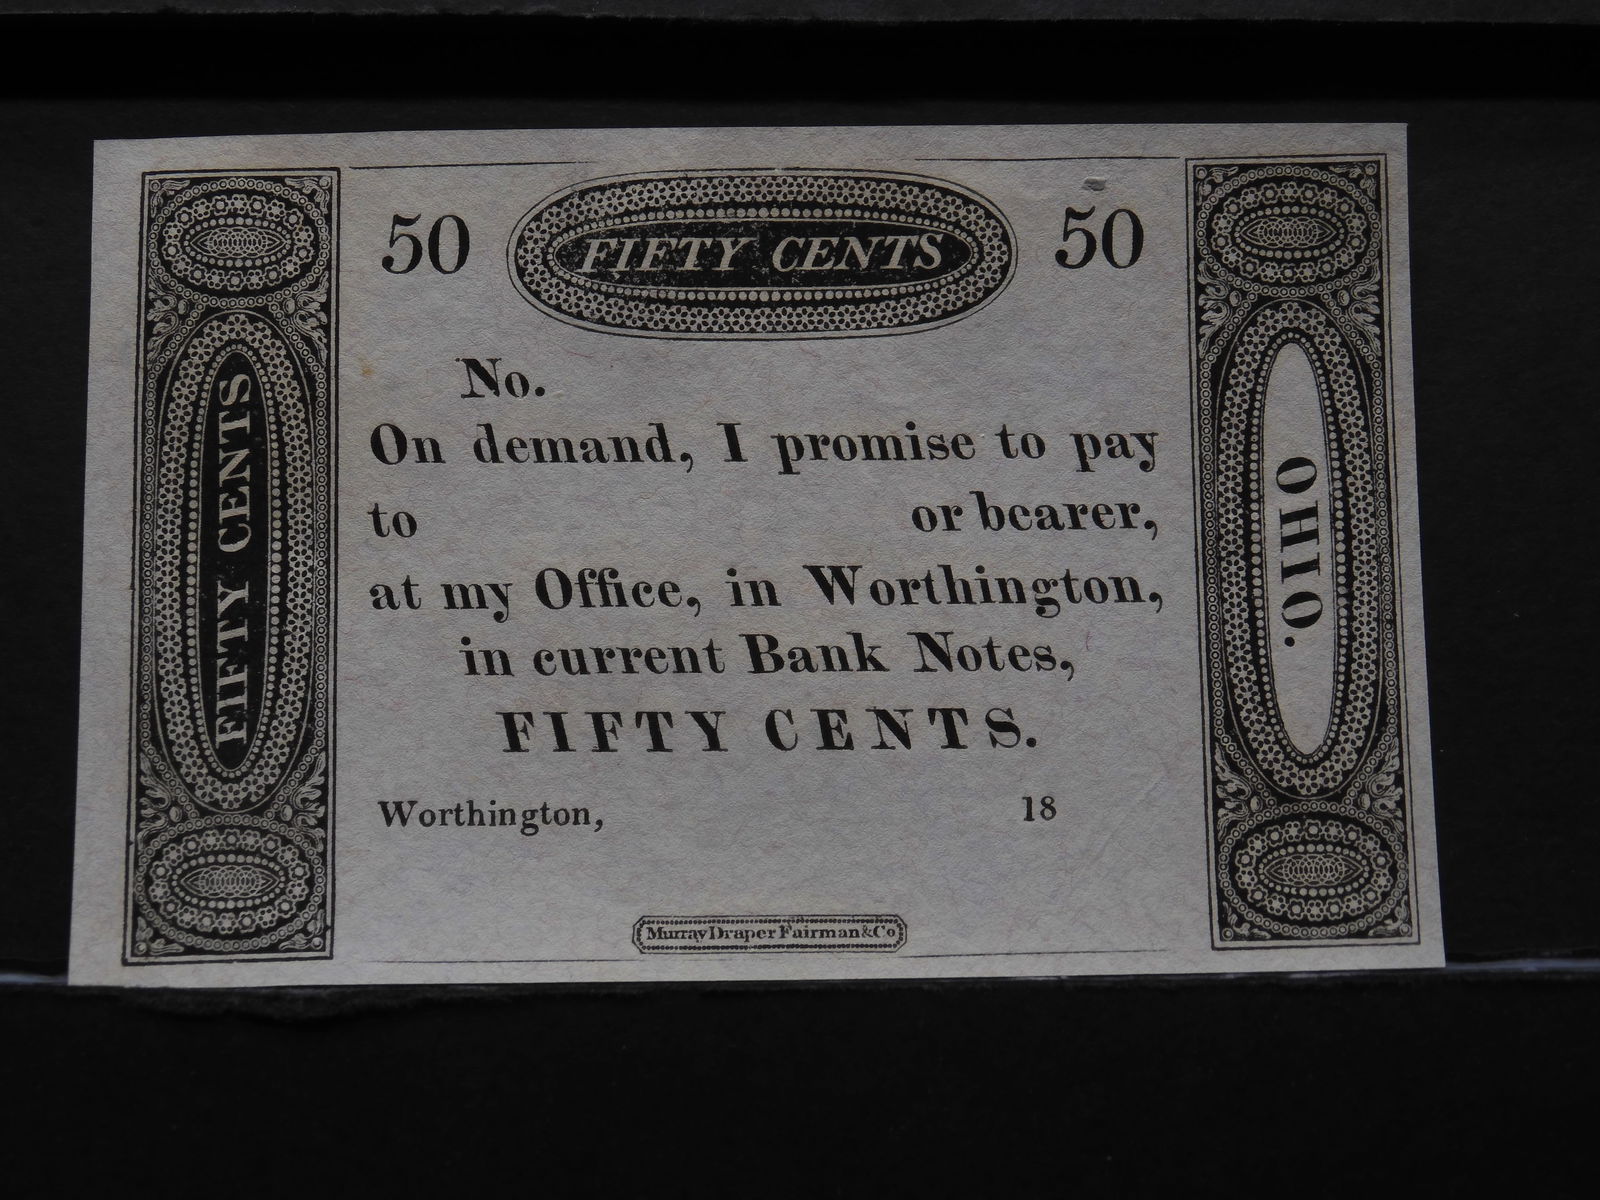 50 FIFTY CENTS 50
No.
On demand, I promise to pay
to or bearer,
at my Office, in Worthington,
in current Bank Notes,
FIFTY CENTS.
Worthington, 18
Murray Draper Fairman & Co
FIFTY CENTS
OHIO.